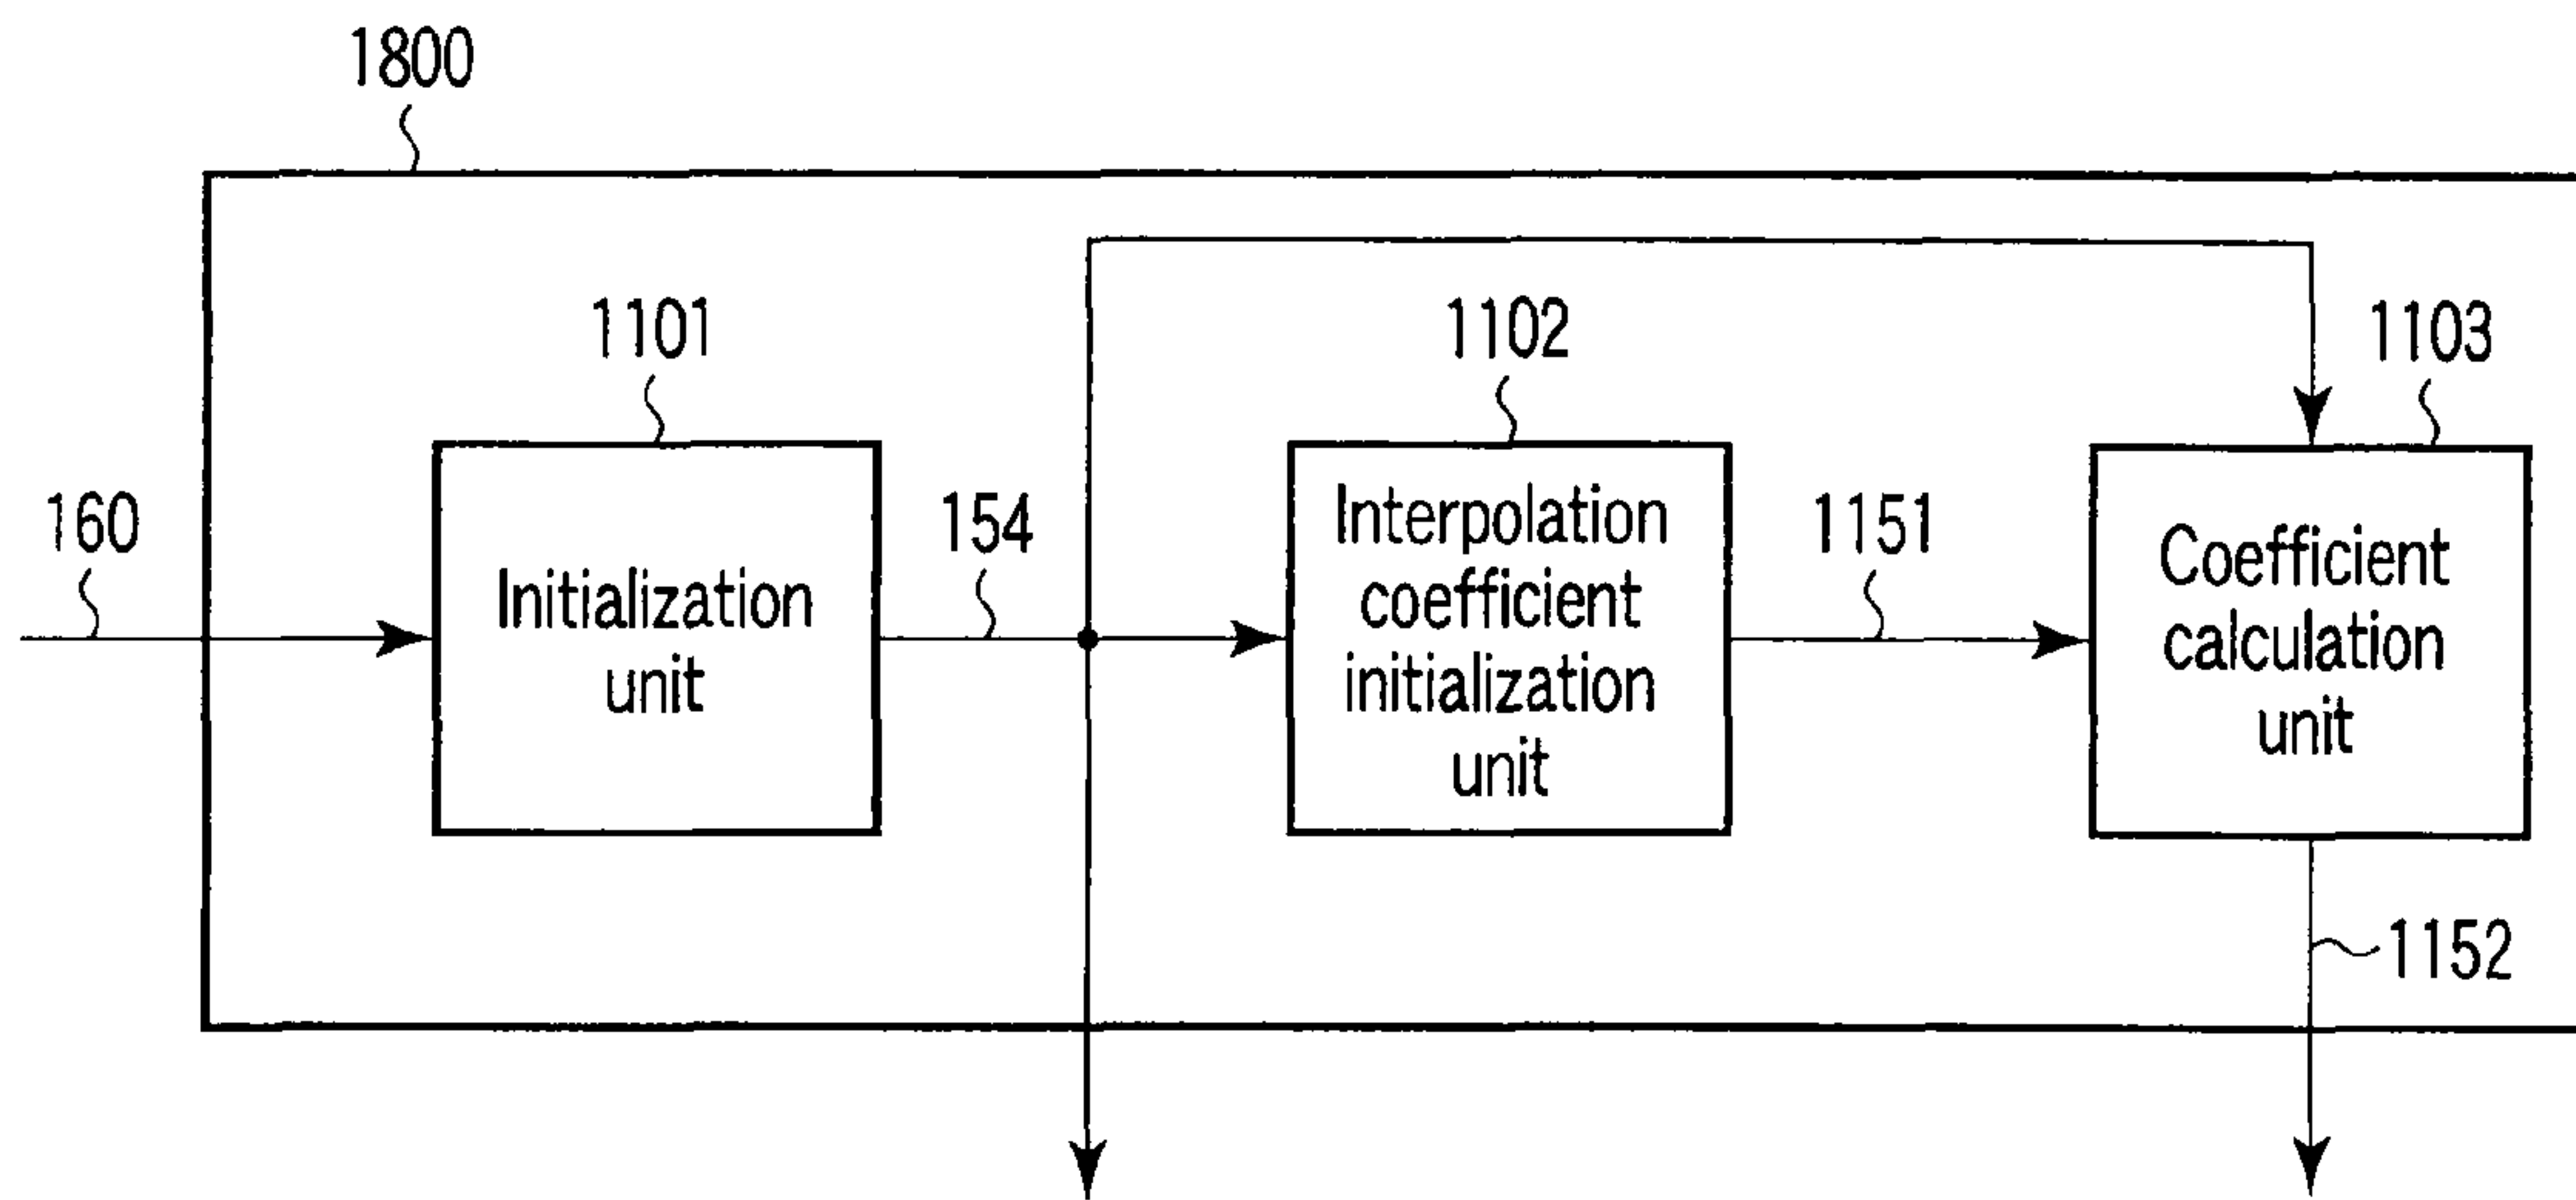 1800
1101
1102
1103
160
154
1151
Initialization
unit
Interpolation
coefficient
initialization
unit
Coefficient
calculation
unit
1152